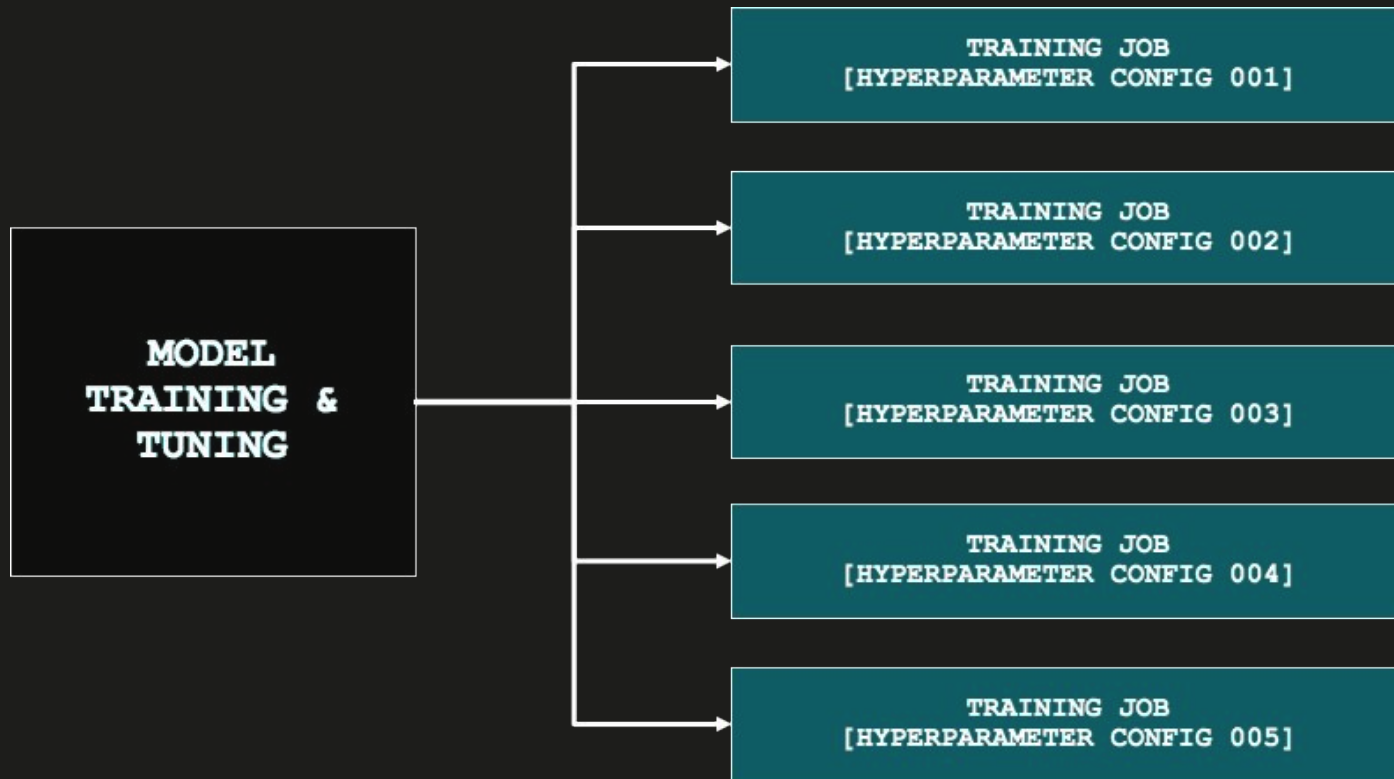 MODEL
TRAINING &
TUNING
TRAINING JOB
[HYPERPARAMETER CONFIG 001]
TRAINING JOB
[HYPERPARAMETER CONFIG 002]
TRAINING JOB
[HYPERPARAMETER CONFIG 003]
TRAINING JOB
[HYPERPARAMETER CONFIG 004]
TRAINING JOB
[HYPERPARAMETER CONFIG 005]